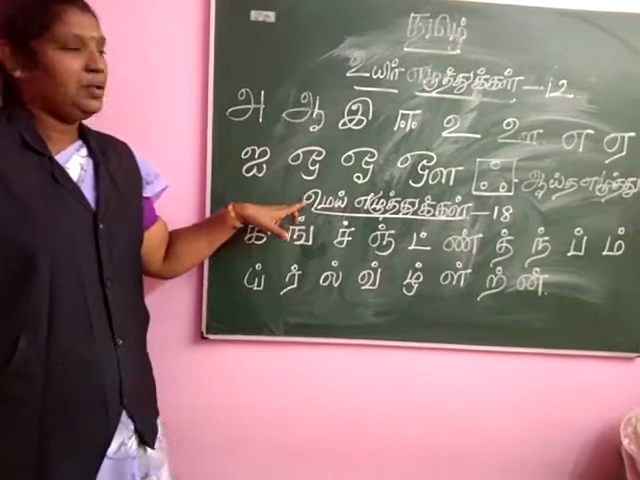 தமிழ்
உயிர் எழுத்துக்கள் - 12
அ ஆ இ ஈ உ ஊ எ ஏ
ஐ ஒ ஓ ஔ ஃ ஆய்த எழுத்து
மெய் எழுத்துக்கள் - 18
க் ங் ச் ஞ் ட் ண் த் ந் ப் ம்
ய் ர் ல் வ் ழ் ள் ற் ன்